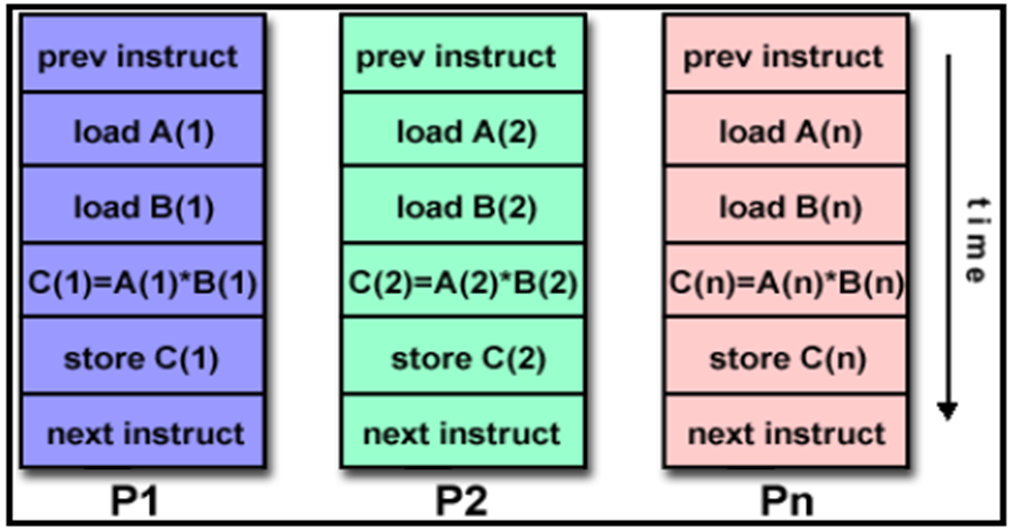 prev instruct
load A(1)
load B(1)
C(1)=A(1)*B(1)
store C(1)
next instruct
P1
prev instruct
load A(2)
load B(2)
C(2)=A(2)*B(2)
store C(2)
next instruct
P2
prev instruct
load A(n)
load B(n)
C(n)=A(n)*B(n)
store C(n)
next instruct
Pn
time